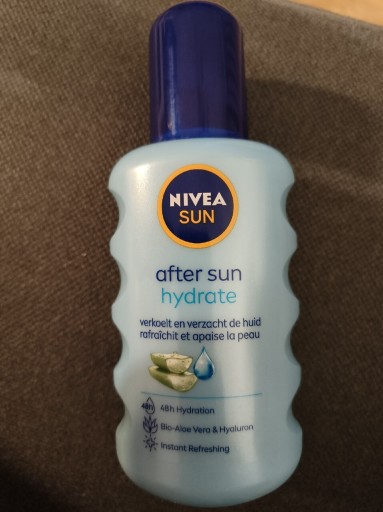 NIVEA
SUN
after sun
hydrate
verkoelt en verzacht de huid
rafraîchit et apaise la peau
48h
48h Hydration
Bio-Aloe Vera & Hyaluron
Instant Refreshing